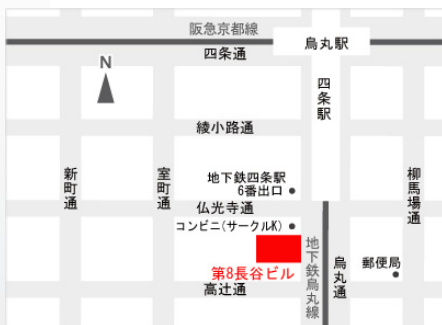 阪急京都線
烏丸駅
四条通
N
四条駅
綾小路通
新町通
室町通
地下鉄四条駅
6番出口
柳馬場通
仏光寺通
コンビニ(サークルK)
地下鉄烏丸線
烏丸通
郵便局
第8長谷ビル
高辻通